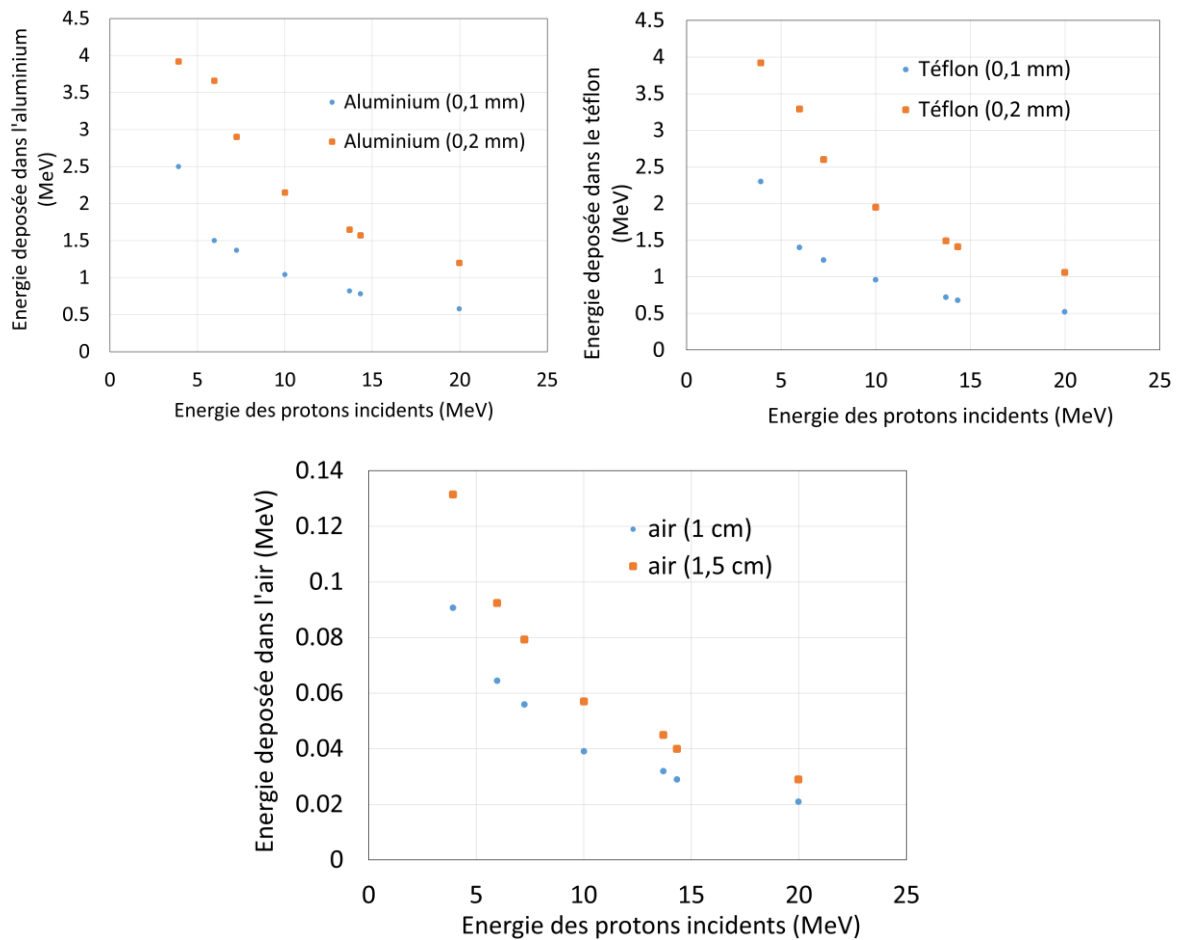 4.5
4
3.5
3
2.5
2
1.5
1
0.5
0
0 5 10 15 20 25
Energie deposée dans l'aluminium
(MeV)
Energie des protons incidents (MeV)
Aluminium (0,1 mm)
Aluminium (0,2 mm)
4.5
4
3.5
3
2.5
2
1.5
1
0.5
0
0 5 10 15 20 25
Energie deposée dans le téflon
(MeV)
Energie des protons incidents (MeV)
Téflon (0,1 mm)
Téflon (0,2 mm)
0.14
0.12
0.1
0.08
0.06
0.04
0.02
0
0 5 10 15 20 25
Energie deposée dans l'air (MeV)
Energie des protons incidents (MeV)
air (1 cm)
air (1,5 cm)